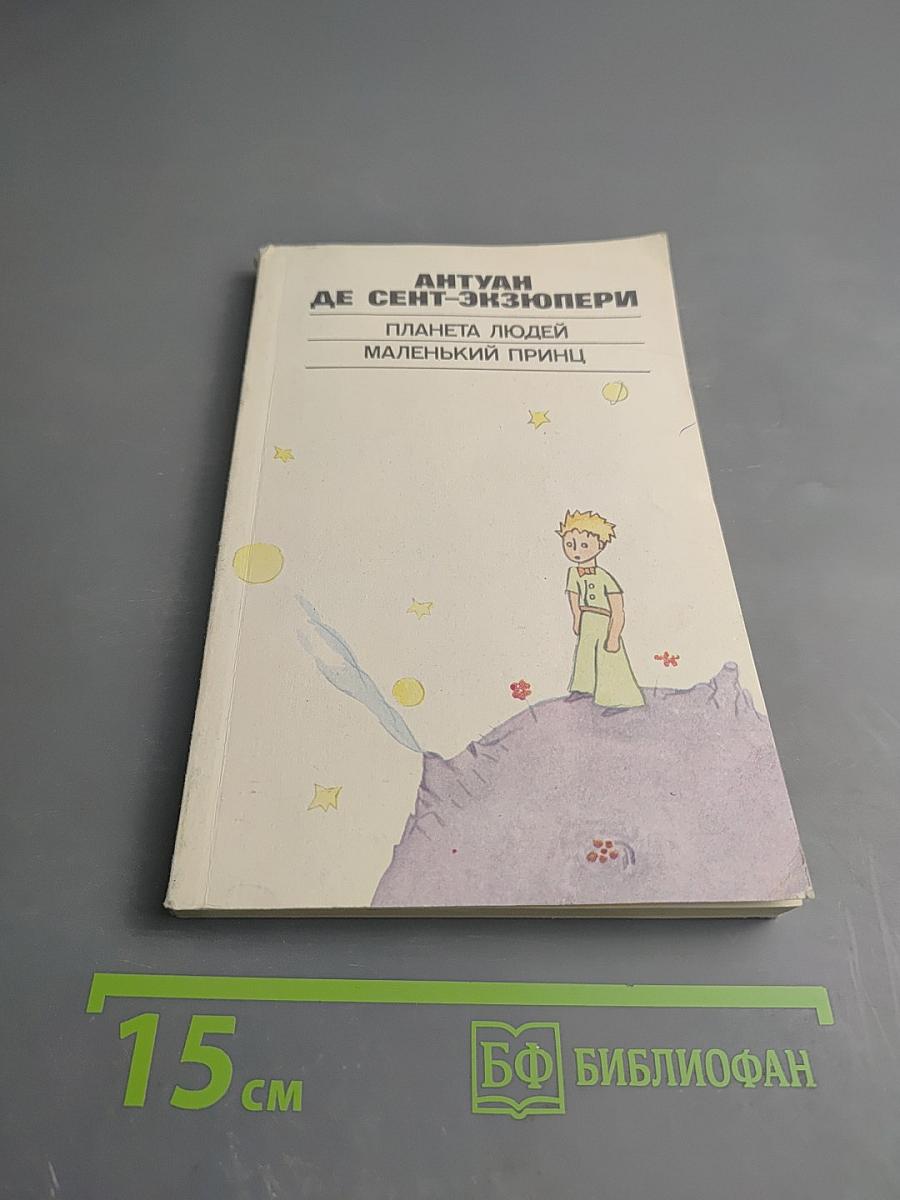 АНТУАН
ДЕ СЕНТ-ЭКЗЮПЕРИ
ПЛАНЕТА ЛЮДЕЙ
МАЛЕНЬКИЙ ПРИНЦ
15 см
БФ БИБЛИОФАН